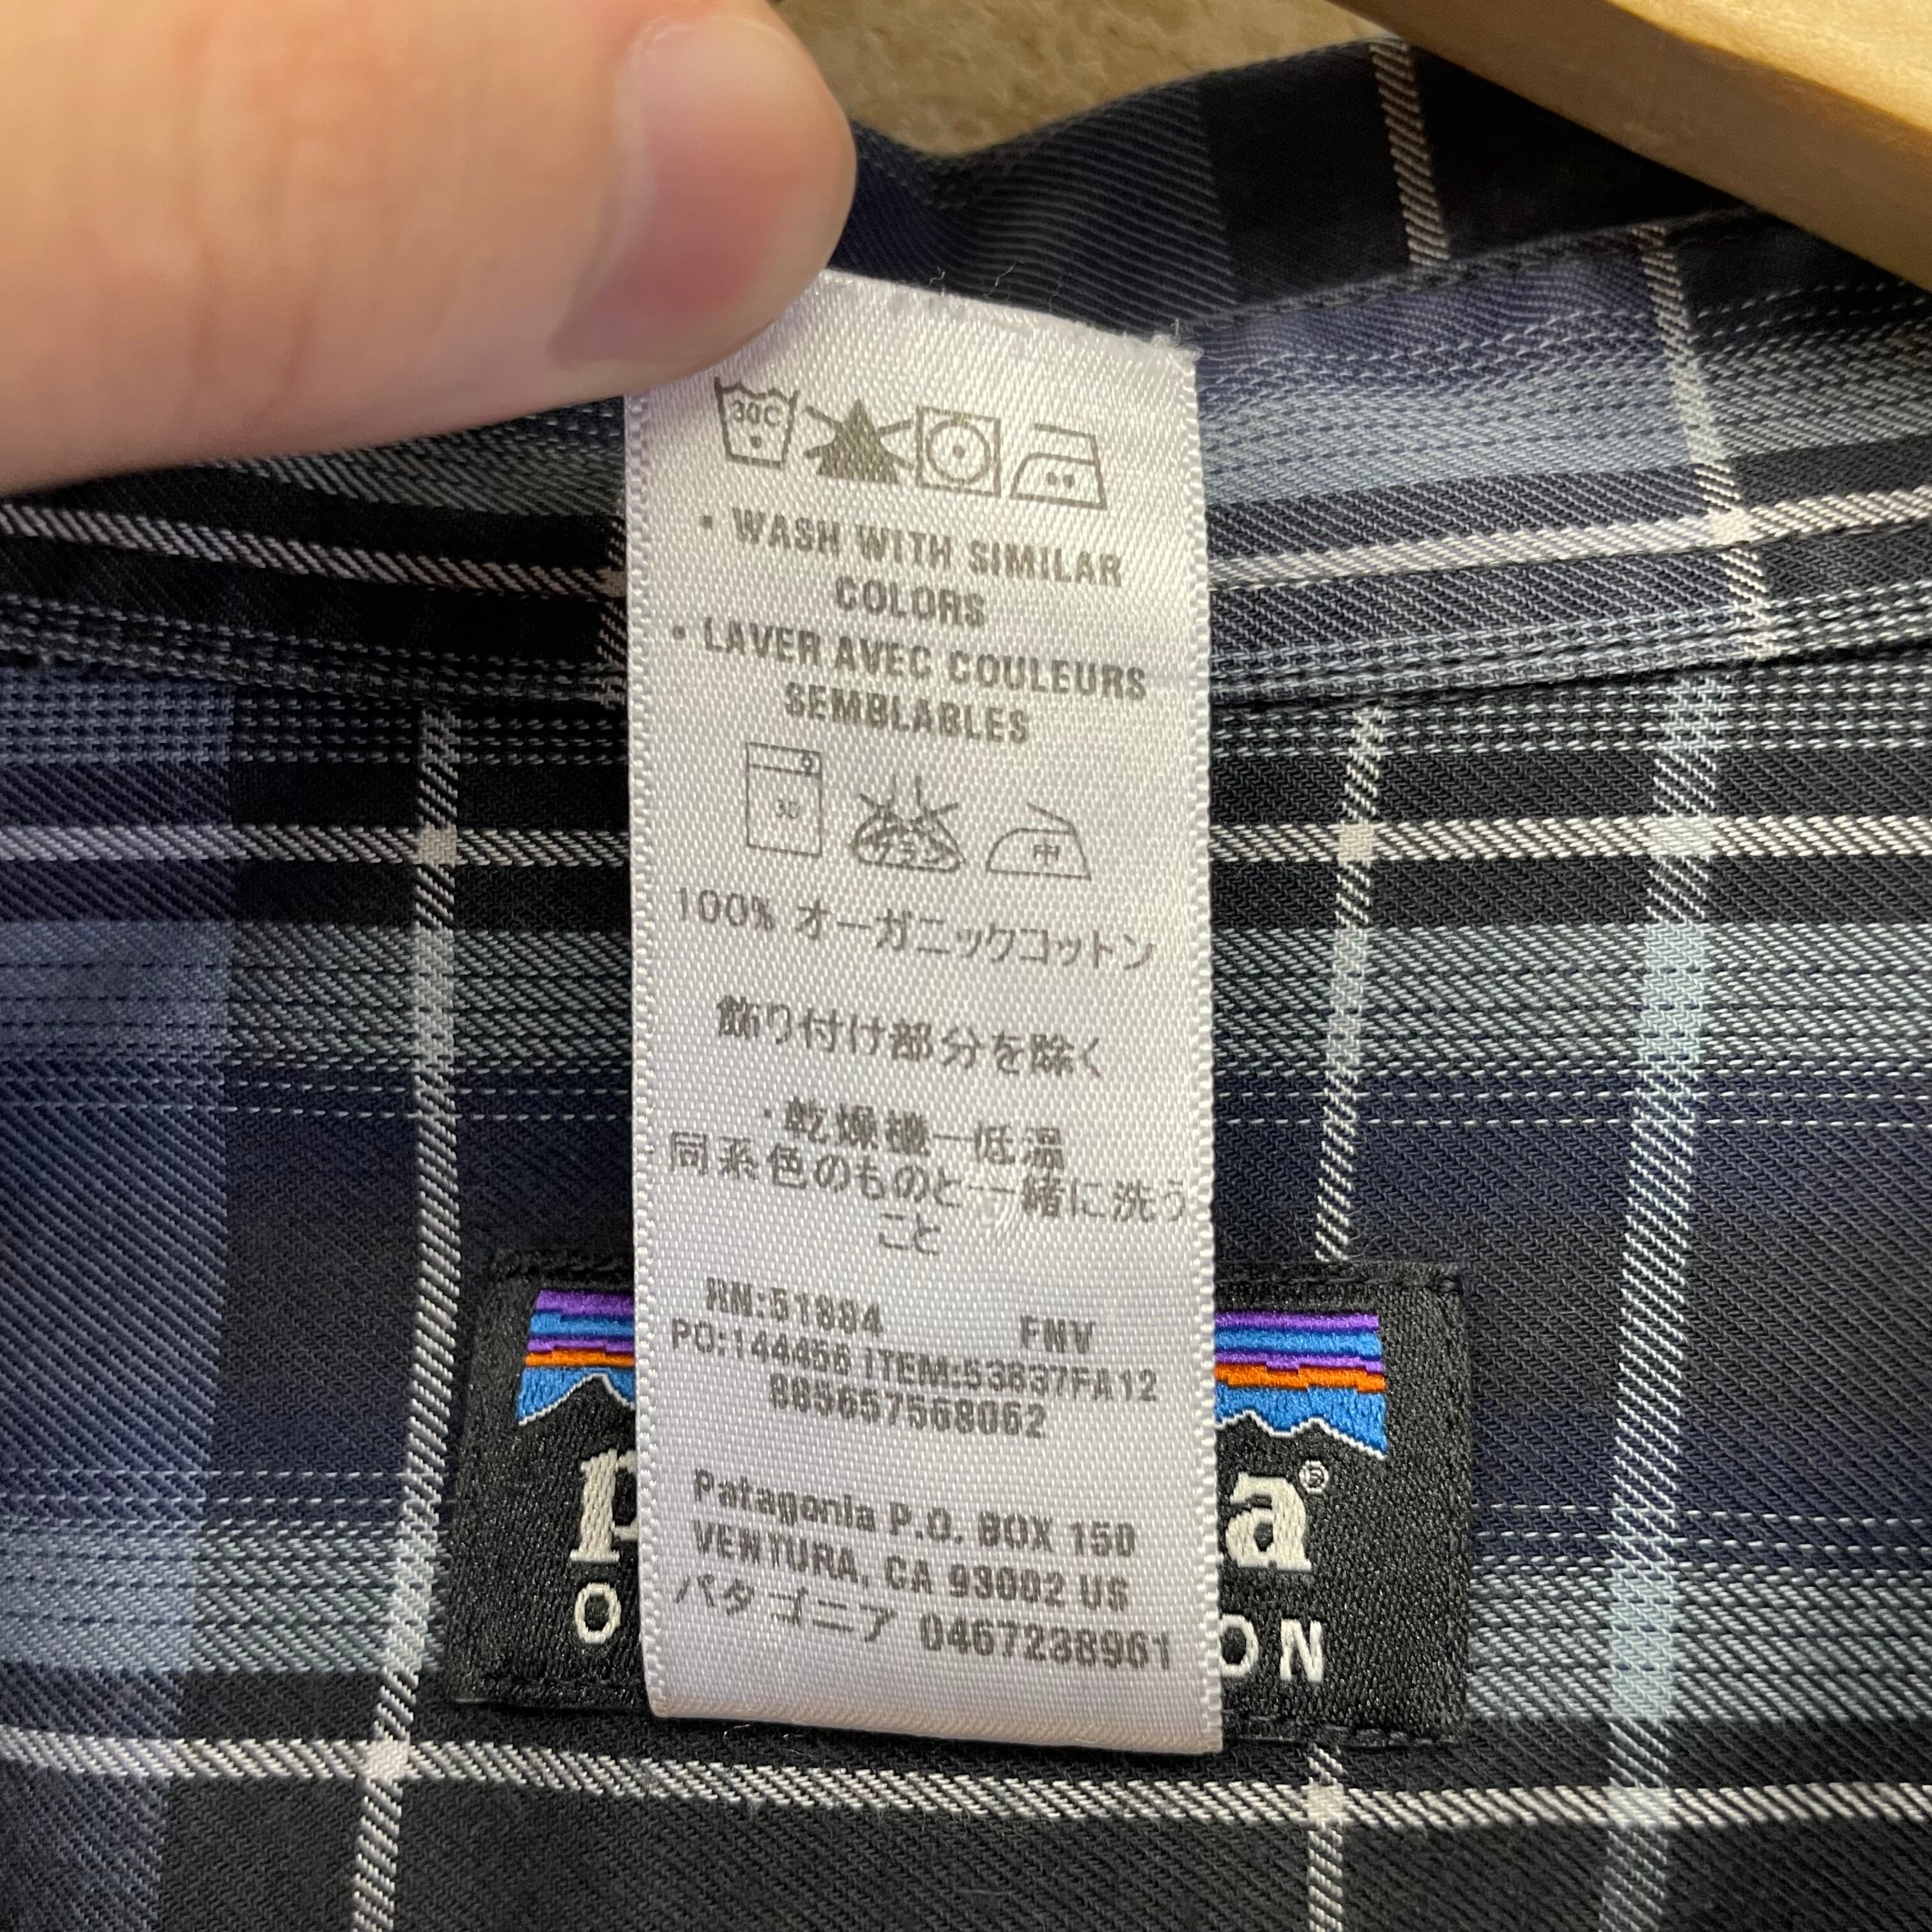 30C
• WASH WITH SIMILAR
COLORS
• LAVER AVEC COULEURS
SEMBLABLES
30
中
100% オーガニックコットン
飾り付け部分を除く
・乾燥機ー低温
同系色のものと一緒に洗う
こと
RN:51884 FNV
PO:144456 ITEM:53837FA12
885657568062
Patagonia P.O. BOX 150
VENTURA, CA 93002 US
パタゴニア 0467238961